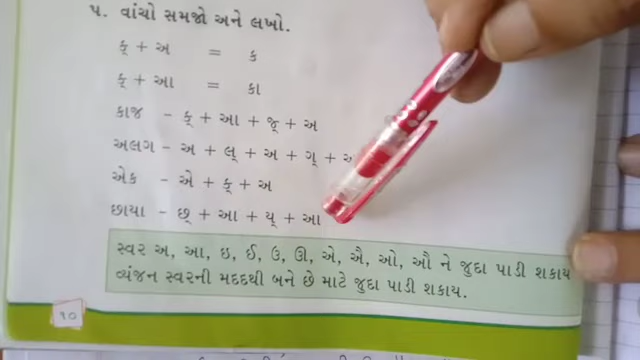 ૫. વાંચો સમજો અને લખો.
ક્ + અ = ક
ક્ + આ = કા
કાજ - ક્ + આ + જ્ + અ
અલગ - અ + લ્ + અ + ગ્ +
એક - એ + ક્ + અ
છાયા - છ્ + આ + ય્ + આ
સ્વર અ, આ, ઇ, ઈ, ઉ, ઊ, એ, ઐ, ઓ, ઔ ને જુદા પાડી શકાય
વ્યંજન સ્વરની મદદથી બને છે માટે જુદા પાડી શકાય.
૧૦